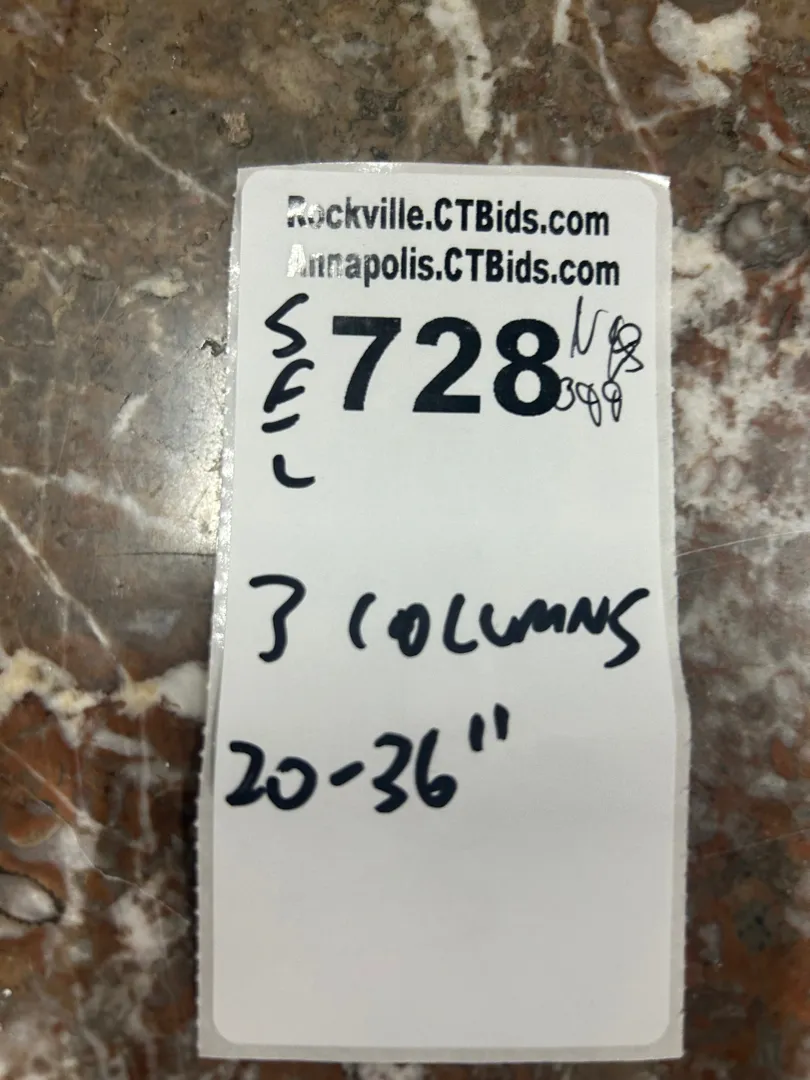 Rockville.CTBids.com
Annapolis.CTBids.com
728
3 COLUMNS
20-36"